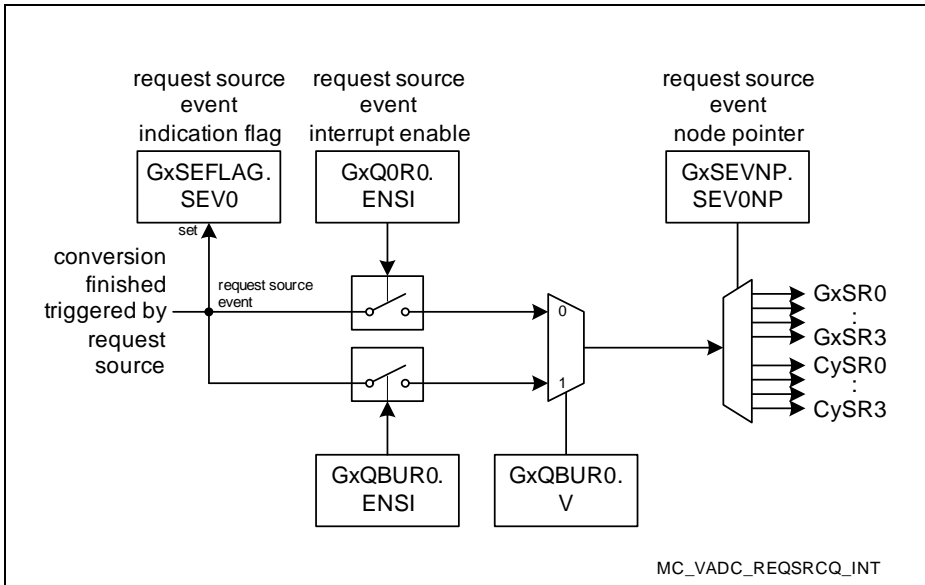 request source
event
indication flag
request source
event
interrupt enable
request source
event
node pointer
GxSEFLAG.
SEV0
GxQ0R0.
ENSI
GxSEVNP.
SEV0NP
set
conversion
finished
triggered by
request
source
request source
event
0
1
GxSR0
:
GxSR3
CySR0
:
CySR3
GxQBUR0.
ENSI
GxQBUR0.
V
MC_VADC_REQSRCQ_INT